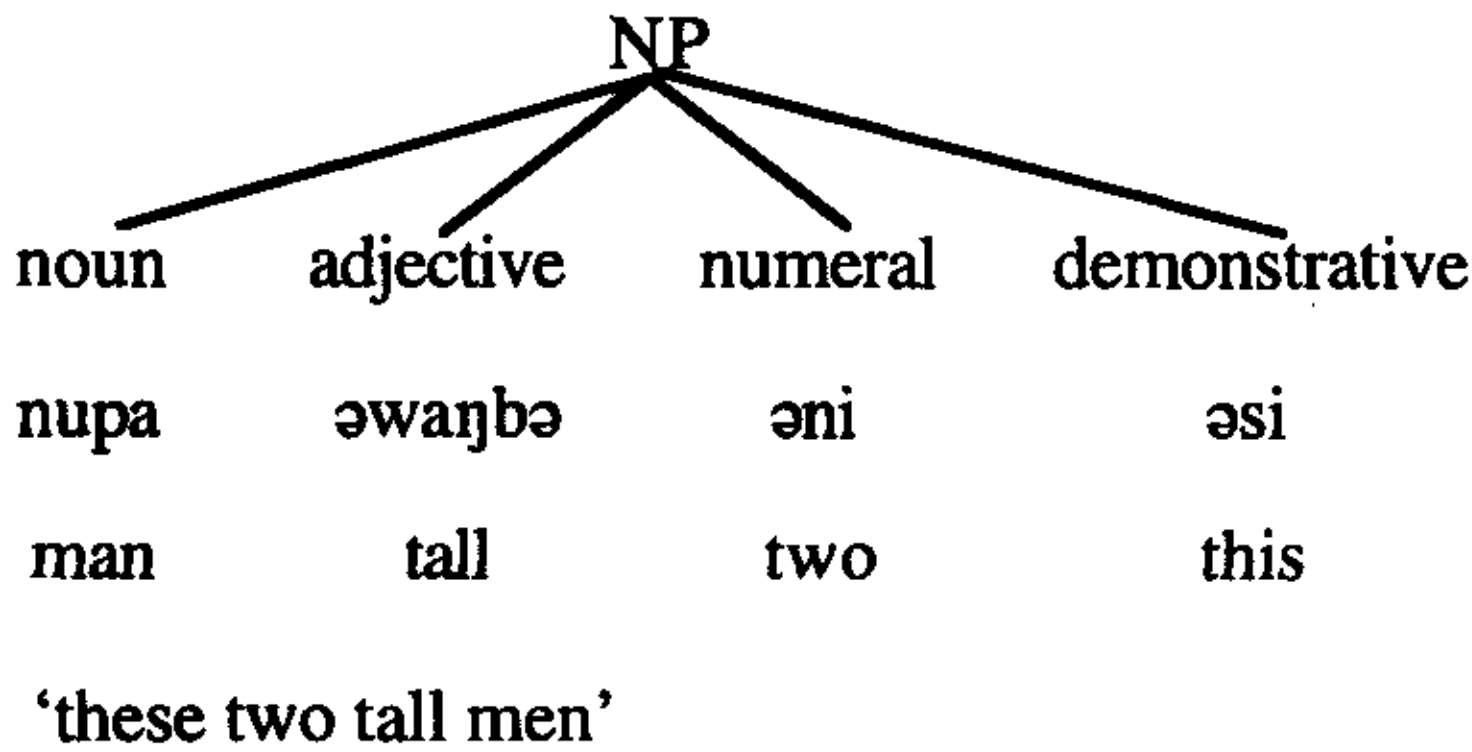 NP
noun adjective numeral demonstrative
nupa əwaŋbə əni əsi
man tall two this
‘these two tall men’